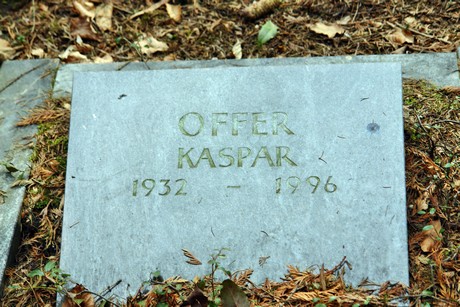 OFFER
KASPAR
1932 – 1996